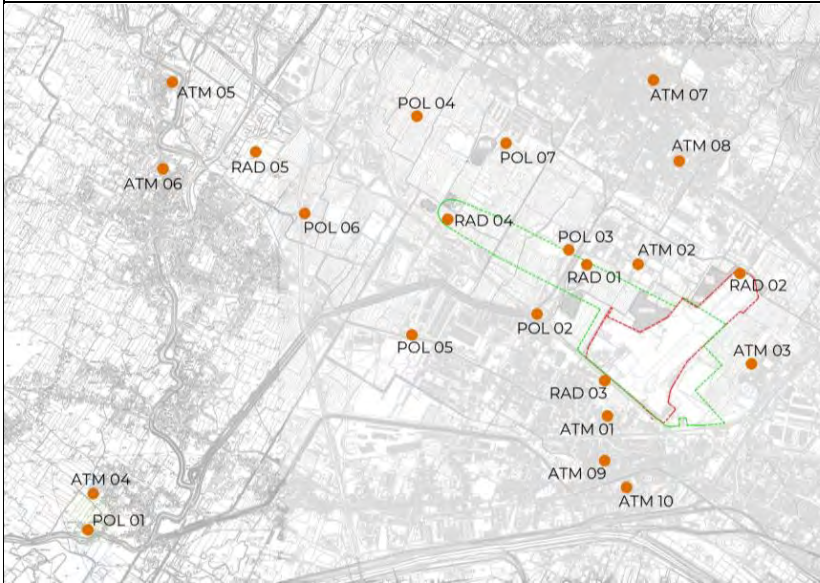 ATM 05
ATM 07
POL 04
POL 07
RAD 05
ATM 08
ATM 06
POL 06
RAD 04
POL 03
ATM 02
RAD 01
RAD 02
POL 02
POL 05
ATM 03
RAD 03
ATM 01
ATM 09
ATM 04
ATM 10
POL 01